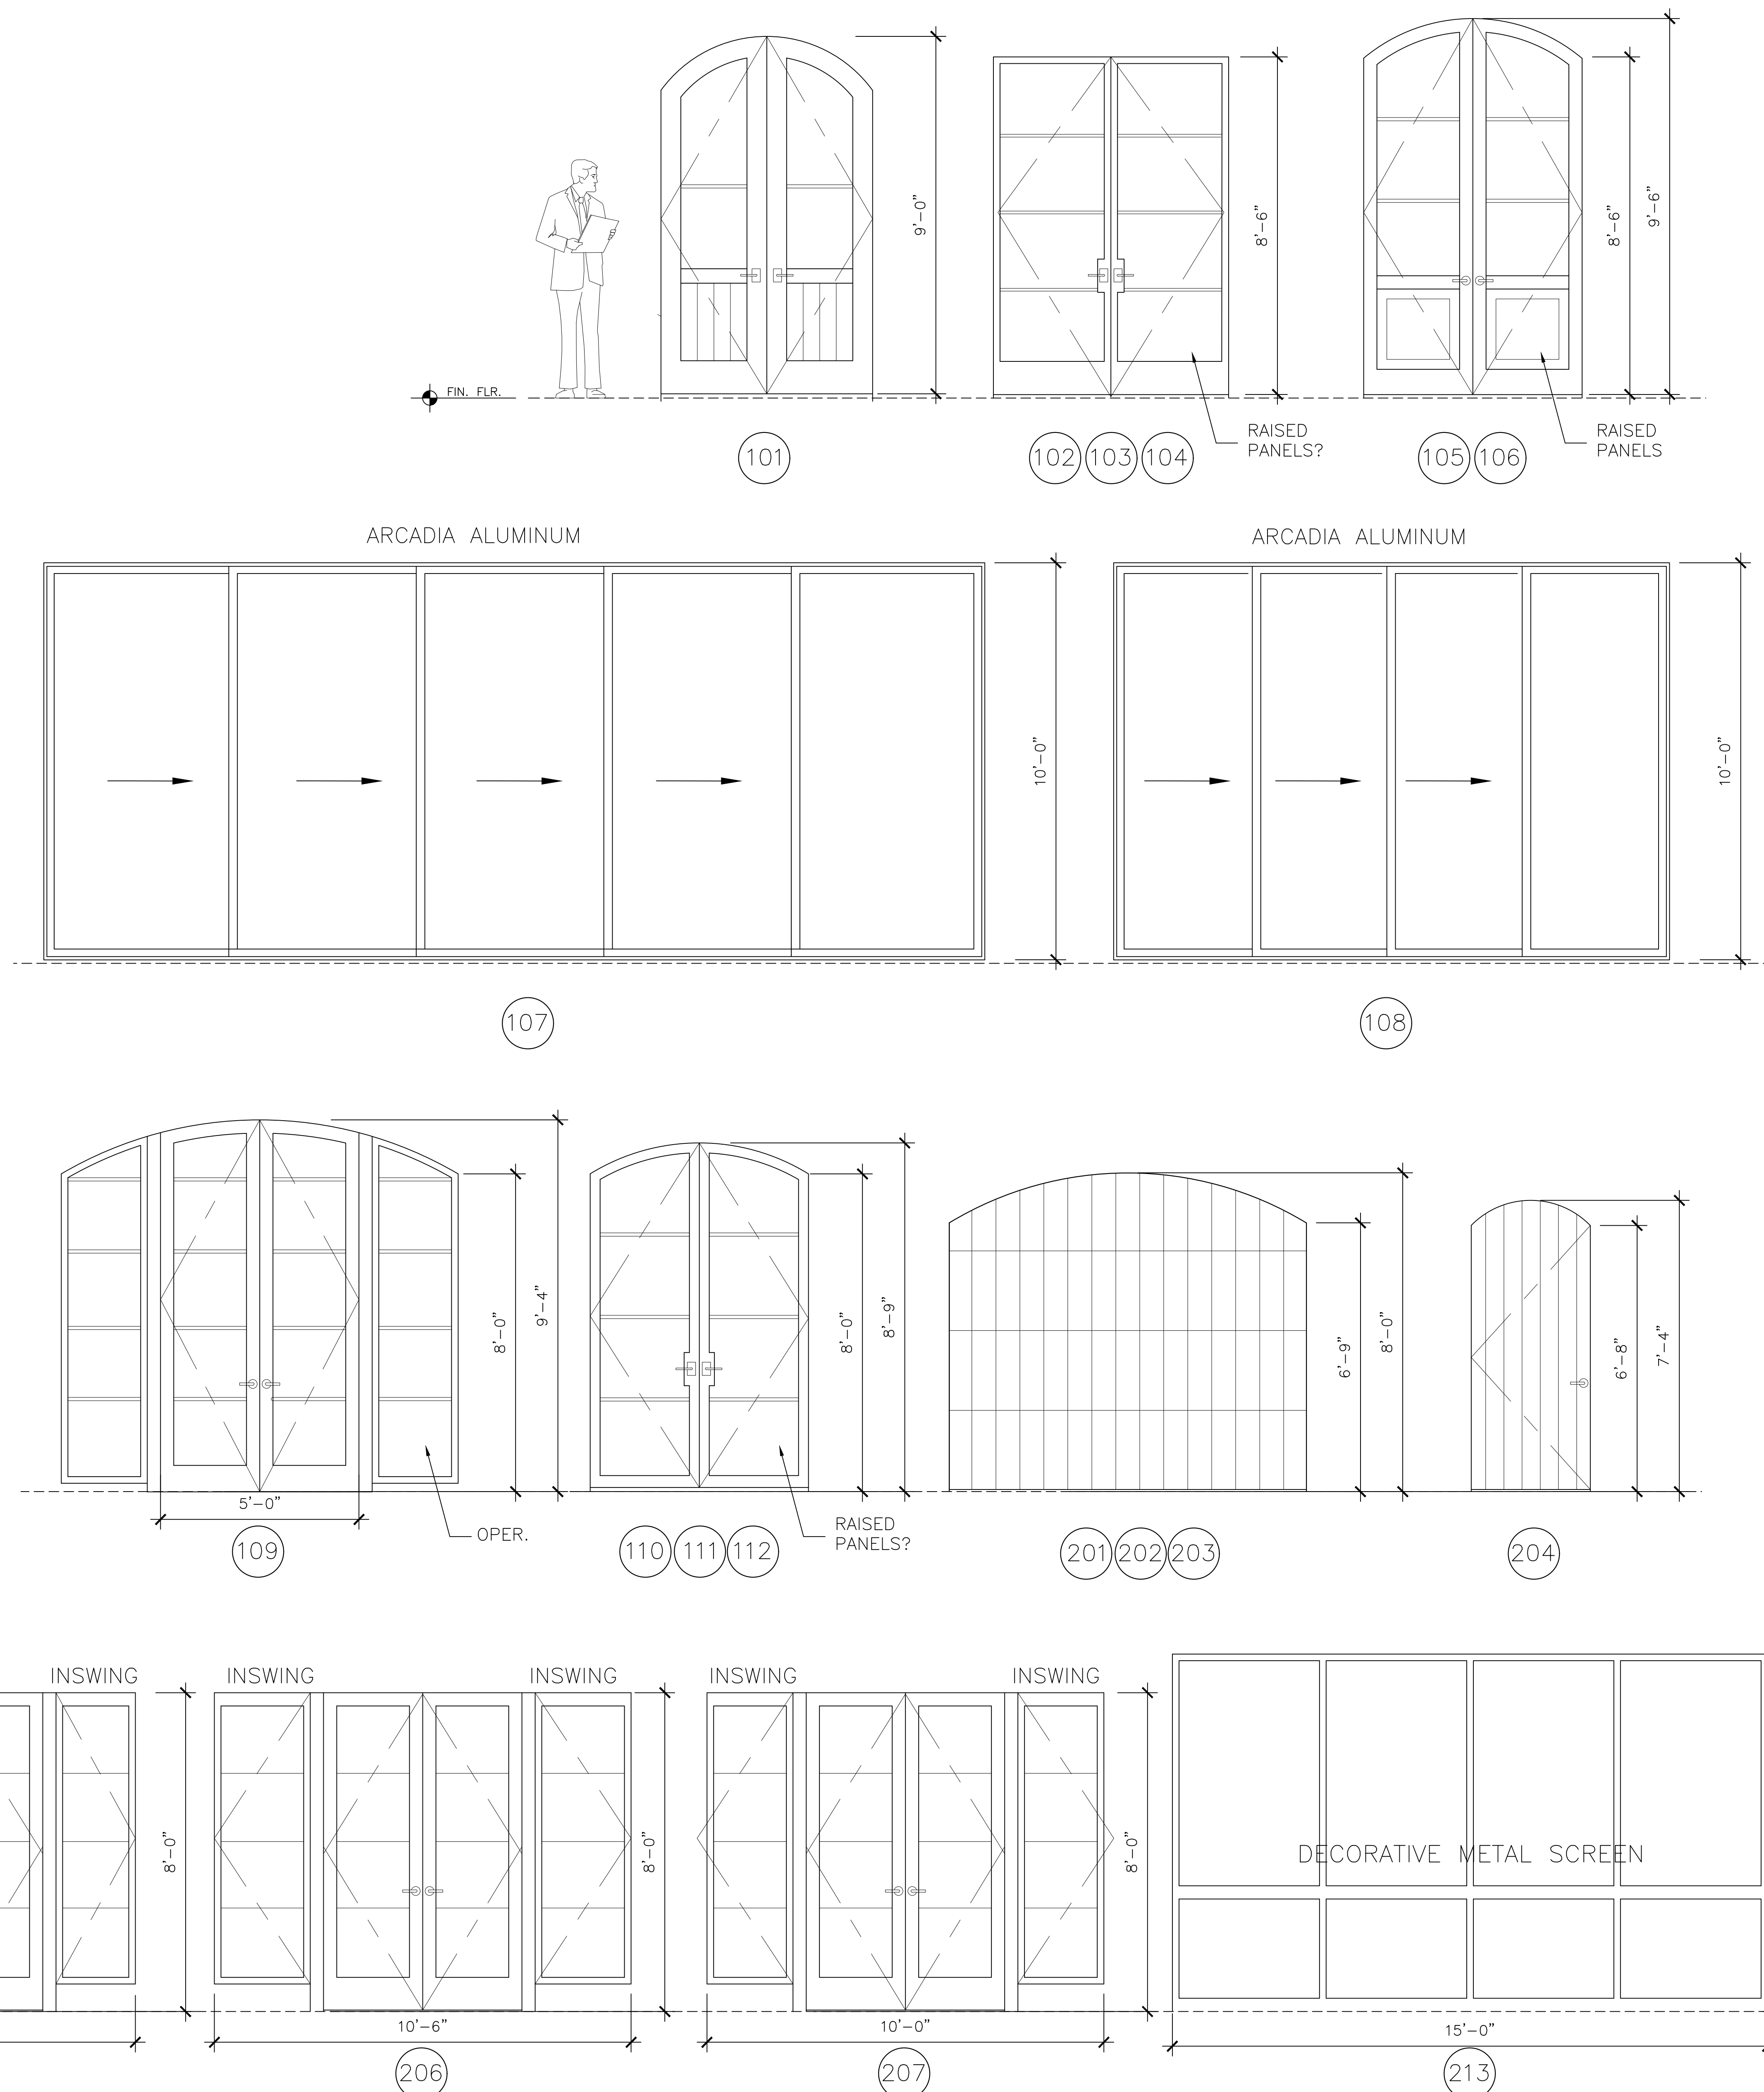 9'-0"
8'-6"
8'-6"
9'-6"
FIN. FLR.
RAISED
PANELS?
RAISED
PANELS
101
102 103 104
105 106
ARCADIA ALUMINUM
ARCADIA ALUMINUM
10'-0"
10'-0"
107
108
8'-0"
9'-4"
8'-0"
8'-9"
6'-9"
8'-0"
6'-8"
7'-4"
5'-0"
OPER.
RAISED
PANELS?
109
110 111 112
201 202 203
204
INSWING
INSWING
INSWING
INSWING
INSWING
8'-0"
8'-0"
8'-0"
DECORATIVE METAL SCREEN
10'-6"
10'-0"
15'-0"
206
207
213